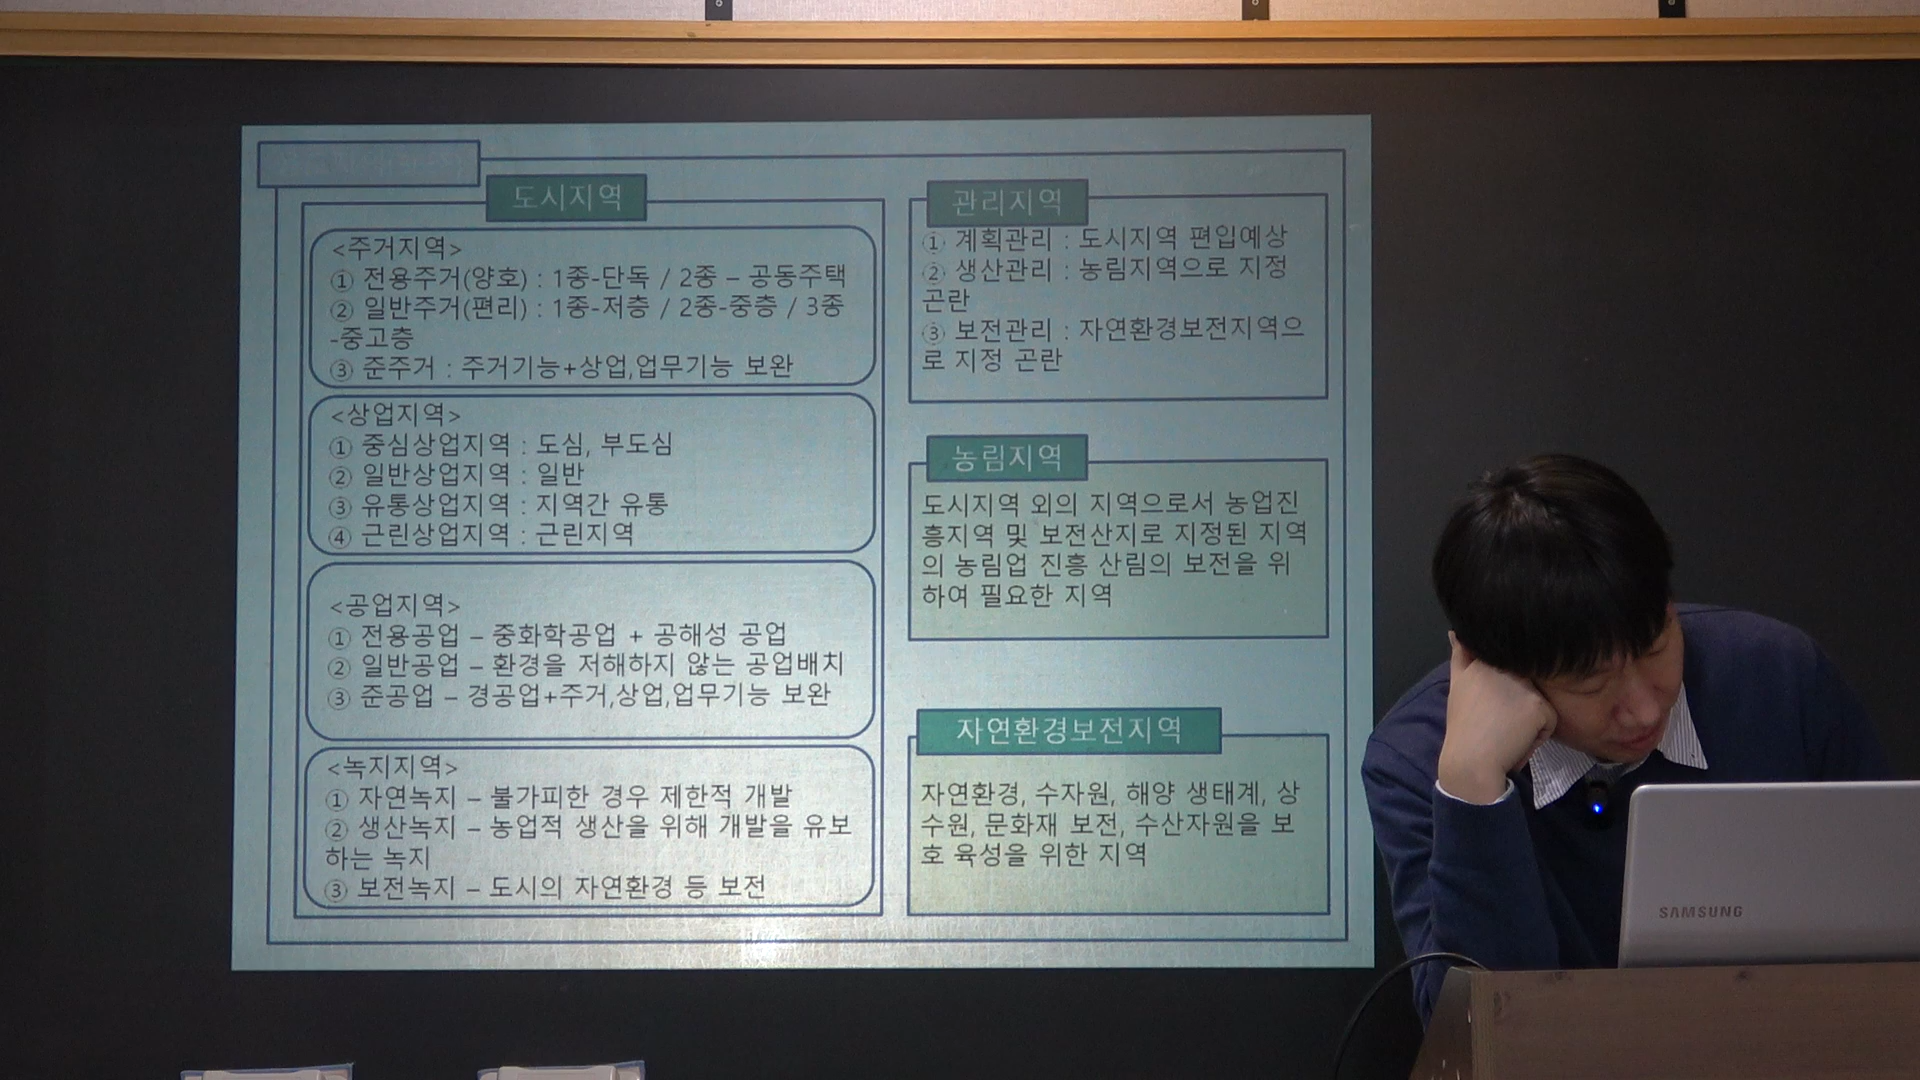 도시지역
<주거지역>
① 전용주거(양호) : 1종-단독 / 2종 – 공동주택
② 일반주거(편리) : 1종-저층 / 2종-중층 / 3종
-중고층
③ 준주거 : 주거기능+상업,업무기능 보완
<상업지역>
① 중심상업지역 : 도심, 부도심
② 일반상업지역 : 일반
③ 유통상업지역 : 지역간 유통
④ 근린상업지역 : 근린지역
<공업지역>
① 전용공업 – 중화학공업 + 공해성 공업
② 일반공업 – 환경을 저해하지 않는 공업배치
③ 준공업 – 경공업+주거,상업,업무기능 보완
<녹지지역>
① 자연녹지 – 불가피한 경우 제한적 개발
② 생산녹지 – 농업적 생산을 위해 개발을 유보
하는 녹지
③ 보전녹지 – 도시의 자연환경 등 보전
관리지역
① 계획관리 : 도시지역 편입예상
② 생산관리 : 농림지역으로 지정
곤란
③ 보전관리 : 자연환경보전지역으
로 지정 곤란
농림지역
도시지역 외의 지역으로서 농업진
흥지역 및 보전산지로 지정된 지역
의 농림업 진흥 산림의 보전을 위
하여 필요한 지역
자연환경보전지역
자연환경, 수자원, 해양 생태계, 상
수원, 문화재 보전, 수산자원을 보
호 육성을 위한 지역
SAMSUNG